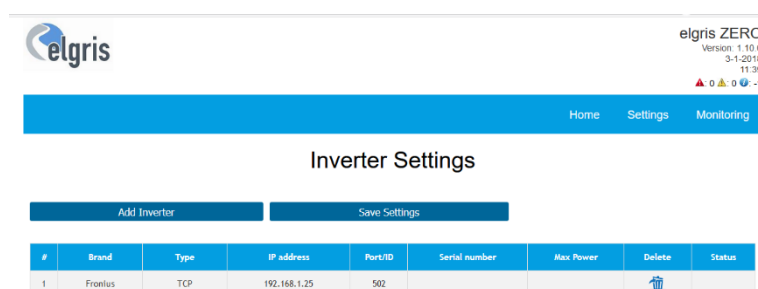 elgris
elgris ZERO
Version: 1.10.
3-1-201
11:3
: 0 : 0 : -
Home Settings Monitoring
Inverter Settings
Add Inverter Save Settings
# Brand Type IP address Port/ID Serial number Max Power Delete Status
1 Fronius TCP 192.168.1.25 502